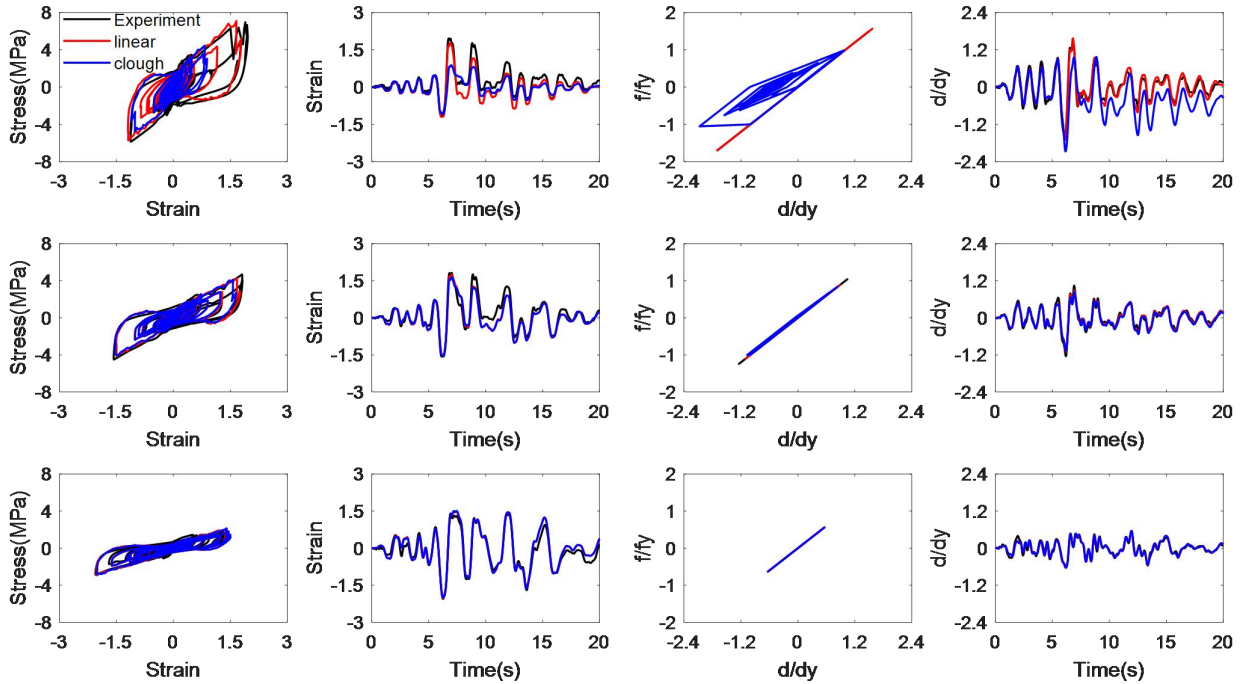 Experiment
linear
clough
Stress(MPa)
8
4
0
-4
-8
-3 -1.5 0 1.5 3
Strain
Strain
3
1.5
0
-1.5
-3
0 5 10 15 20
Time(s)
f/fy
2
1
0
-1
-2
-2.4 -1.2 0 1.2 2.4
d/dy
d/dy
2.4
1.2
0
-1.2
-2.4
0 5 10 15 20
Time(s)
Stress(MPa)
8
4
0
-4
-8
-3 -1.5 0 1.5 3
Strain
Strain
3
1.5
0
-1.5
-3
0 5 10 15 20
Time(s)
f/fy
2
1
0
-1
-2
-2.4 -1.2 0 1.2 2.4
d/dy
d/dy
2.4
1.2
0
-1.2
-2.4
0 5 10 15 20
Time(s)
Stress(MPa)
8
4
0
-4
-8
-3 -1.5 0 1.5 3
Strain
Strain
3
1.5
0
-1.5
-3
0 5 10 15 20
Time(s)
f/fy
2
1
0
-1
-2
-2.4 -1.2 0 1.2 2.4
d/dy
d/dy
2.4
1.2
0
-1.2
-2.4
0 5 10 15 20
Time(s)